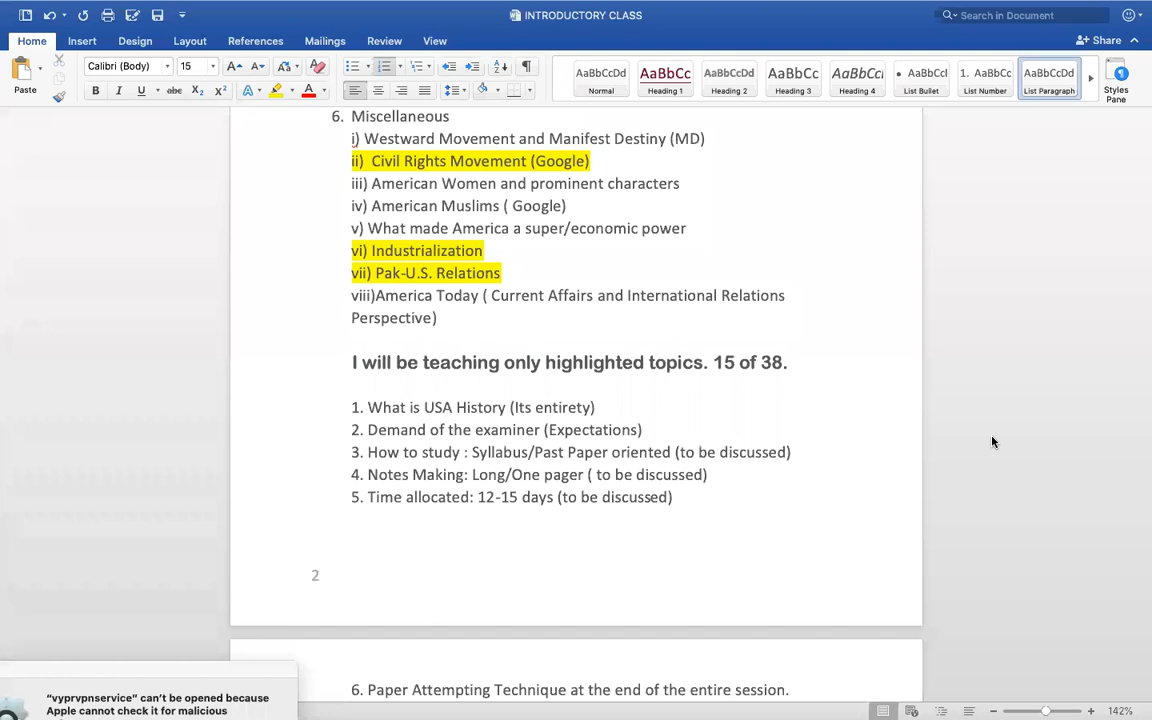 INTRODUCTORY CLASS
Search in Document
Home Insert Design Layout References Mailings Review View
Share
Paste
Calibri (Body) 15
AaBbCcDd AaBbCc AaBbCcDd AaBbCc AaBbCcI AaBbCcI 1. AaBbCc AaBbCcDd
Normal Heading 1 Heading 2 Heading 3 Heading 4 List Bullet List Number List Paragraph
Styles
Pane
6. Miscellaneous
i) Westward Movement and Manifest Destiny (MD)
ii) Civil Rights Movement (Google)
iii) American Women and prominent characters
iv) American Muslims ( Google)
v) What made America a super/economic power
vi) Industrialization
vii) Pak-U.S. Relations
viii)America Today ( Current Affairs and International Relations
Perspective)
I will be teaching only highlighted topics. 15 of 38.
1. What is USA History (Its entirety)
2. Demand of the examiner (Expectations)
3. How to study : Syllabus/Past Paper oriented (to be discussed)
4. Notes Making: Long/One pager ( to be discussed)
5. Time allocated: 12-15 days (to be discussed)
2
6. Paper Attempting Technique at the end of the entire session.
“vyprvpnservice” can’t be opened because
Apple cannot check it for malicious
142%